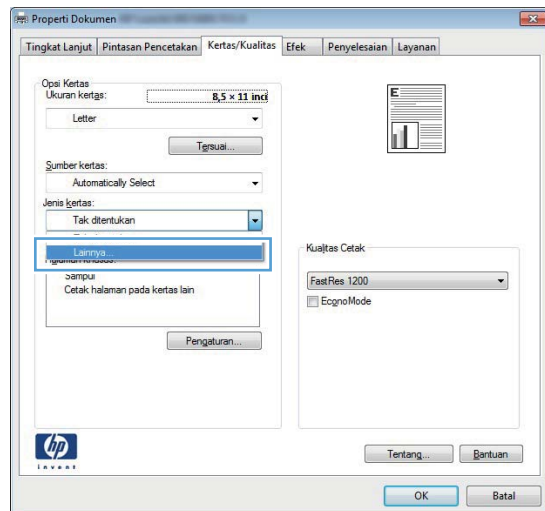 Properti Dokumen
Tingkat Lanjut Pintasan Pencetakan Kertas/Kualitas Efek Penyelesaian Layanan
Opsi Kertas
Ukuran kertas: 8,5 × 11 inci
Letter
Tersuai...
Sumber kertas:
Automatically Select
Jenis kertas:
Tak ditentukan
Lainnya...
Sampul
Cetak halaman pada kertas lain
Pengaturan...
E
Kualitas Cetak
FastRes 1200
EconoMode
hp
invent
Tentang... Bantuan
OK Batal